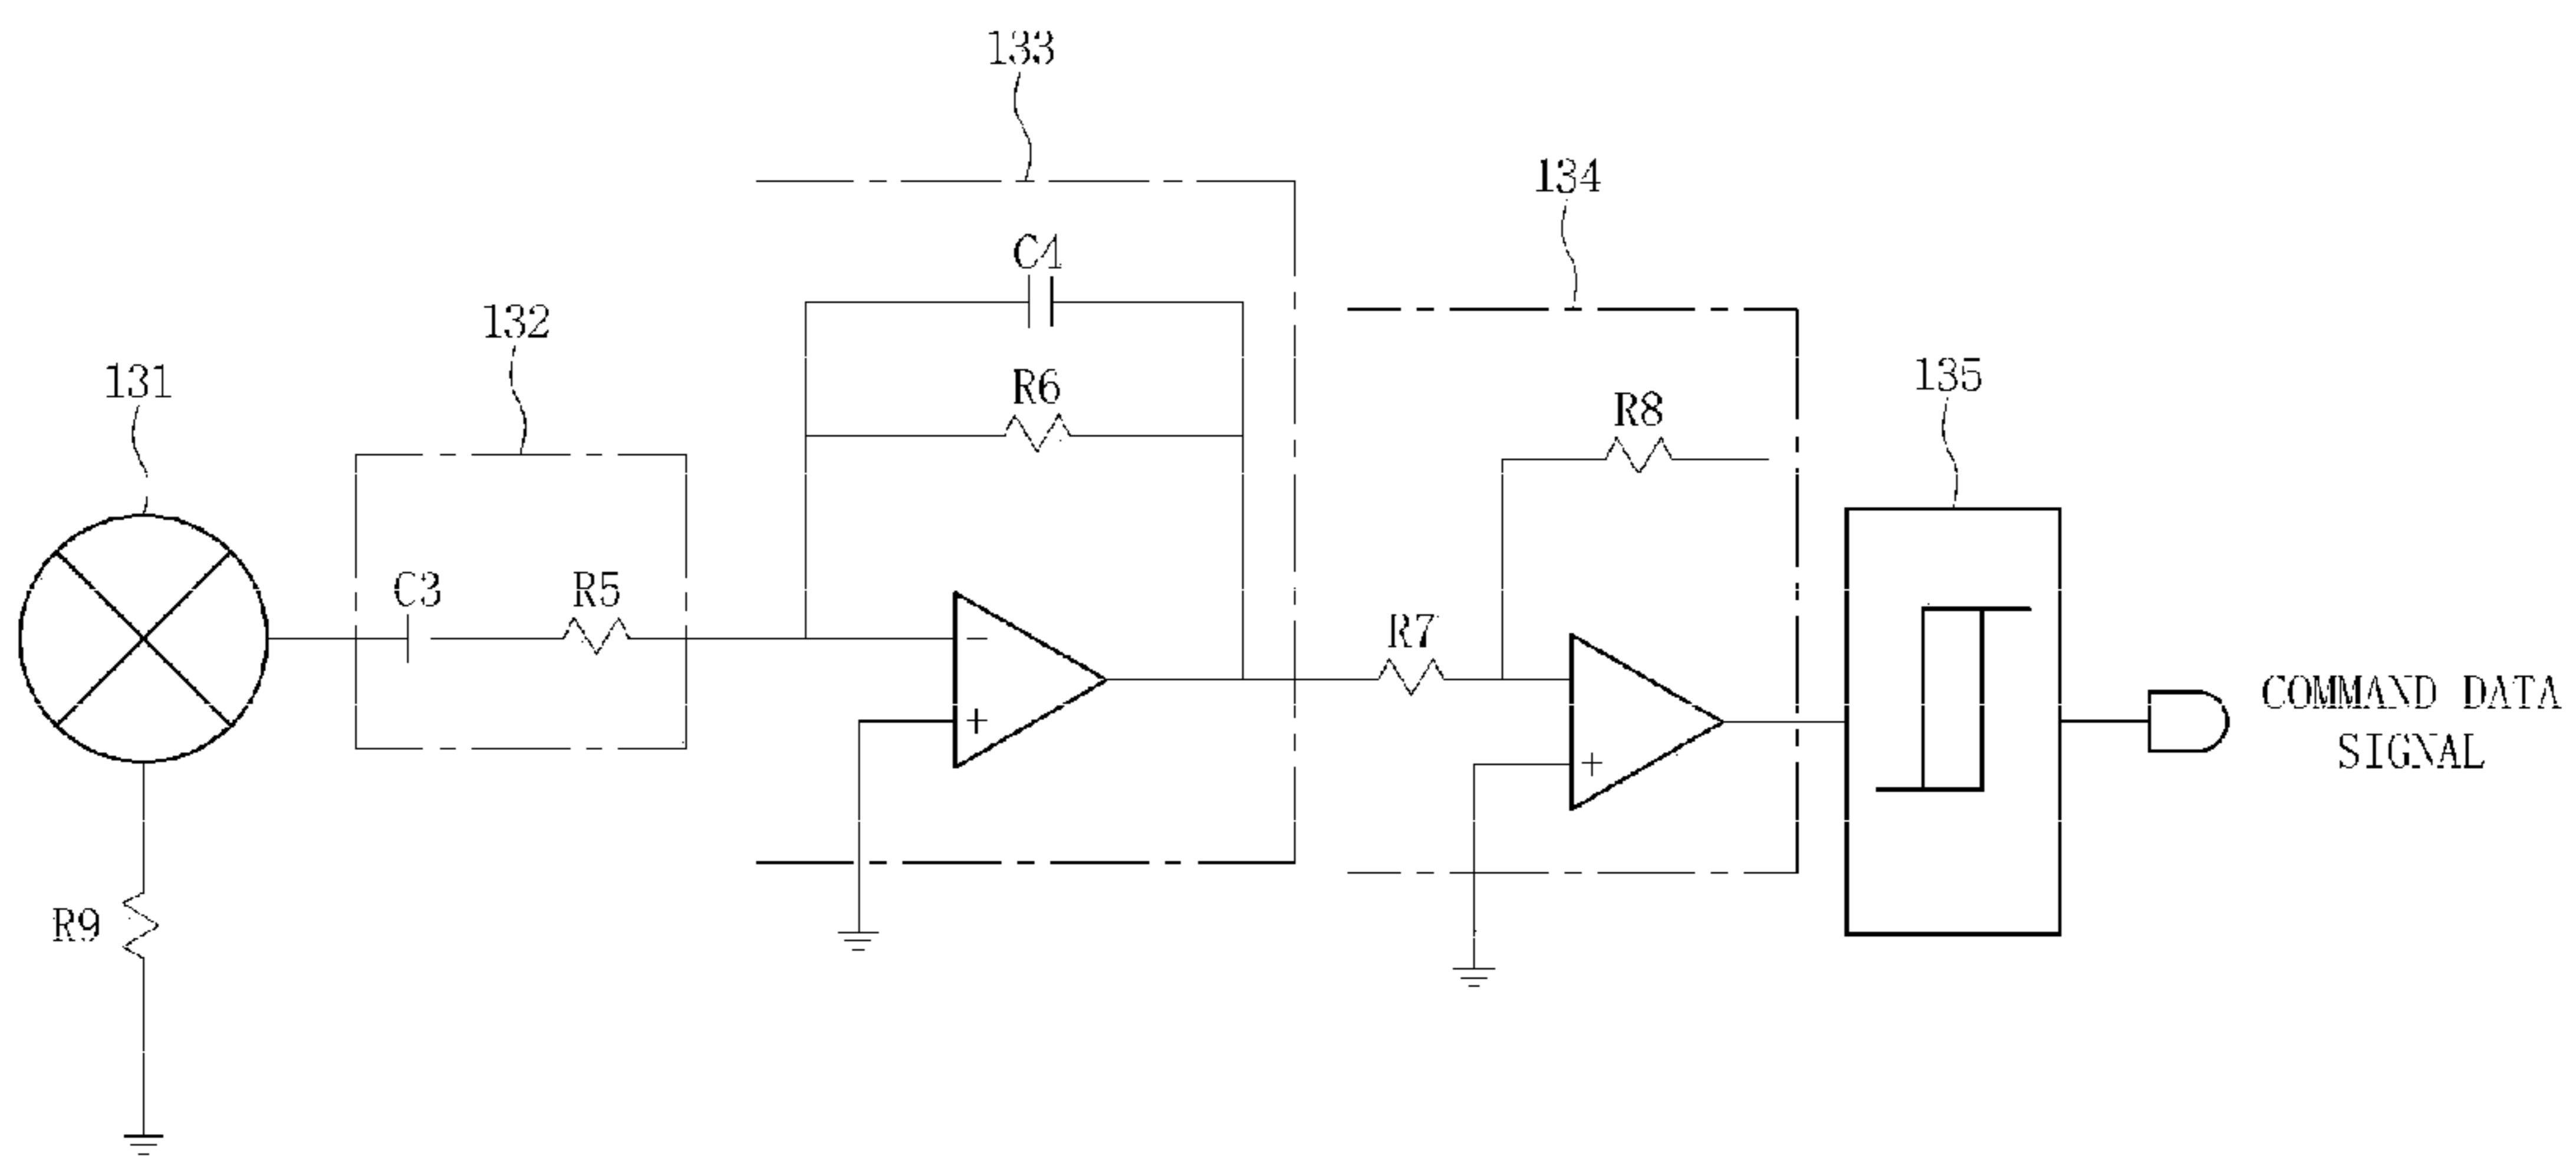 133
134
132
C4
135
131
R6
R8
C3
R5
R7
−
+
+
COMMAND DATA
SIGNAL
R9